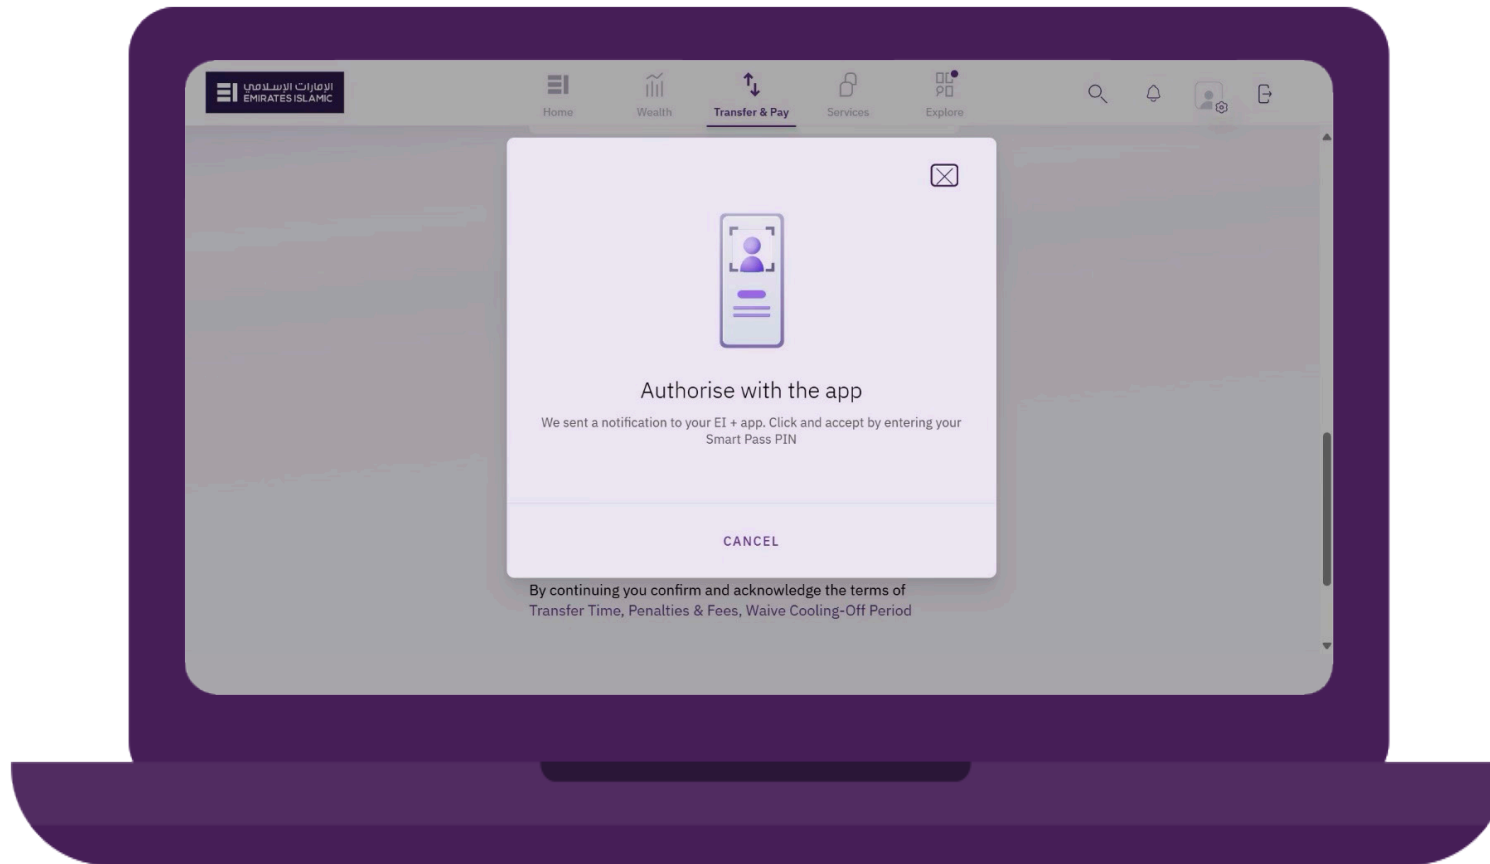 الإمارات الإسلامي
EMIRATES ISLAMIC
Home
Wealth
Transfer & Pay
Services
Explore
Authorise with the app
We sent a notification to your EI + app. Click and accept by entering your
Smart Pass PIN
CANCEL
By continuing you confirm and acknowledge the terms of
Transfer Time, Penalties & Fees, Waive Cooling-Off Period